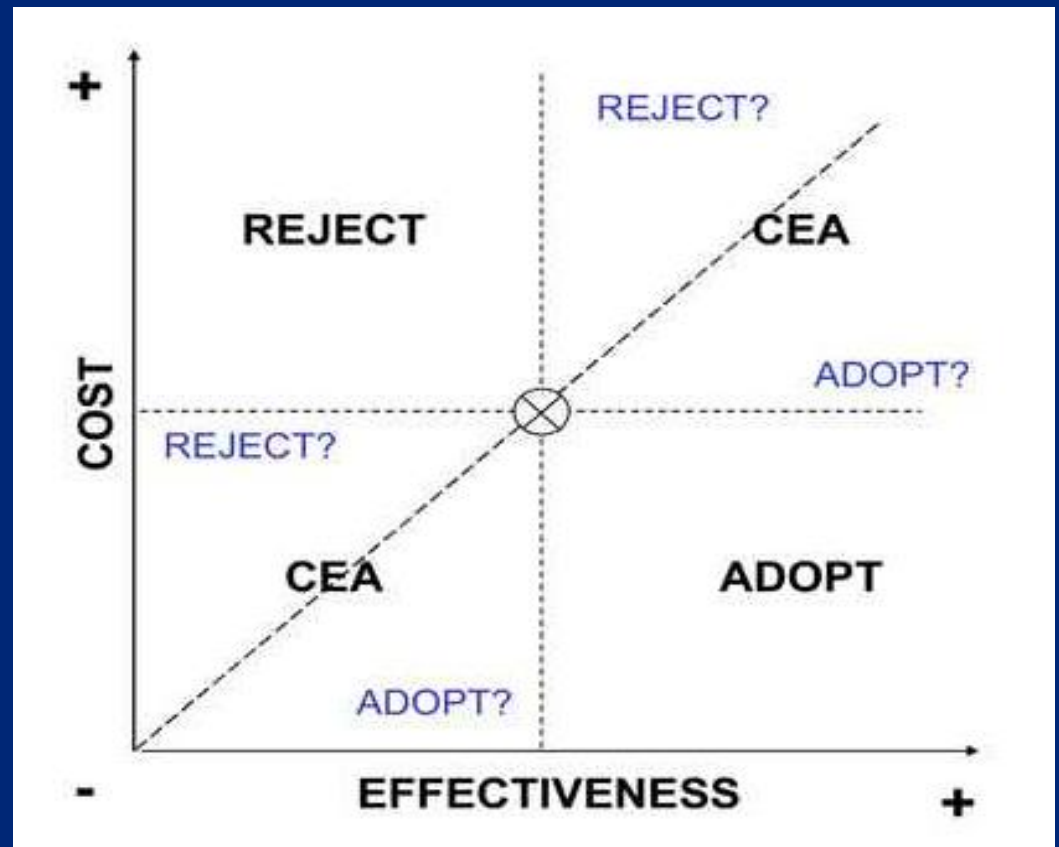 +
REJECT?
REJECT
CEA
COST
ADOPT?
REJECT?
CEA
ADOPT
ADOPT?
-
EFFECTIVENESS
+